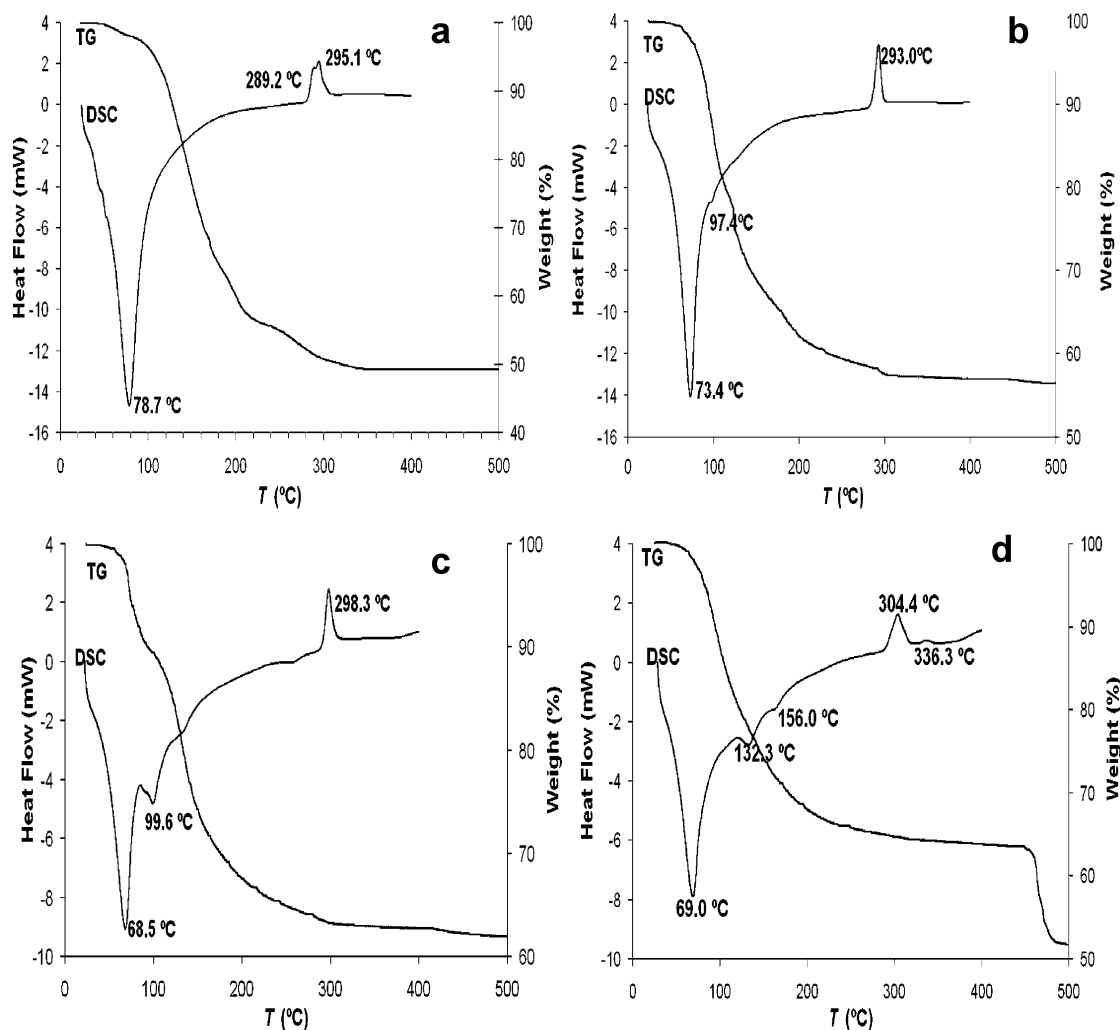 a
TG
DSC
289.2 ºC
295.1 ºC
78.7 ºC
4
2
0
-2
-4
-6
-8
-10
-12
-14
-16
Heat Flow (mW)
100
90
80
70
60
50
40
Weight (%)
0 100 200 300 400 500
T (ºC)
b
TG
DSC
293.0ºC
97.4ºC
73.4 ºC
4
2
0
-2
-4
-6
-8
-10
-12
-14
-16
Heat Flow (mW)
100
90
80
70
60
50
Weight (%)
0 100 200 300 400 500
T (ºC)
c
TG
DSC
298.3 ºC
99.6 ºC
68.5 ºC
4
2
0
-2
-4
-6
-8
-10
Heat Flow (mW)
100
90
80
70
60
Weight (%)
0 100 200 300 400 500
T (ºC)
d
TG
DSC
304.4 ºC
336.3 ºC
156.0 ºC
132.3 ºC
69.0 ºC
4
2
0
-2
-4
-6
-8
-10
Heat Flow (mW)
100
90
80
70
60
50
Weight (%)
0 100 200 300 400 500
T (ºC)